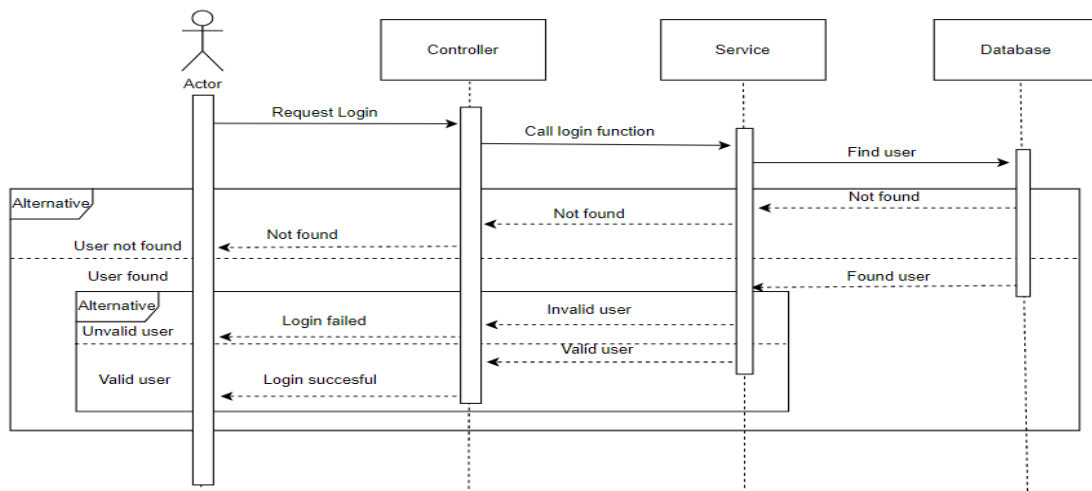 Controller
Service
Database
Actor
Request Login
Call login function
Find user
Alternative
Not found
Not found
Not found
User not found
User found
Found user
Alternative
Invalid user
Login failed
Unvalid user
Valid user
Valid user
Login succesful